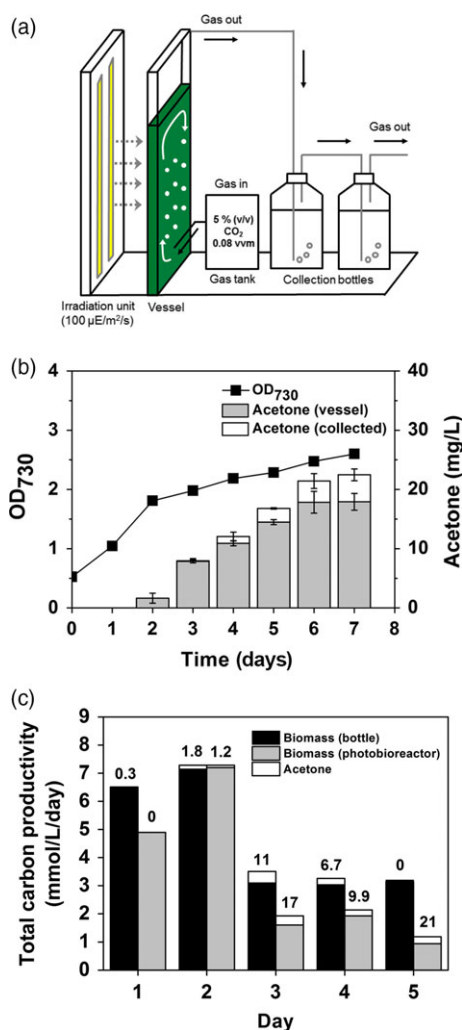 (a)
Gas out
Gas out
Gas in
5 % (v/v)
CO2
0.08 vvm
Irradiation unit
(100 µE/m²/s)
Vessel
Gas tank
Collection bottles
(b)
4
3
2
1
0
OD730
OD730
Acetone (vessel)
Acetone (collected)
40
30
20
10
0
Acetone (mg/L)
0 1 2 3 4 5 6 7 8
Time (days)
(c)
9
8
7
6
5
4
3
2
1
0
Total carbon productivity
(mmol/L/day)
Biomass (bottle)
Biomass (photobioreactor)
Acetone
0.3
0
1.8 1.2
11
17
6.7
9.9
0
21
1 2 3 4 5
Day